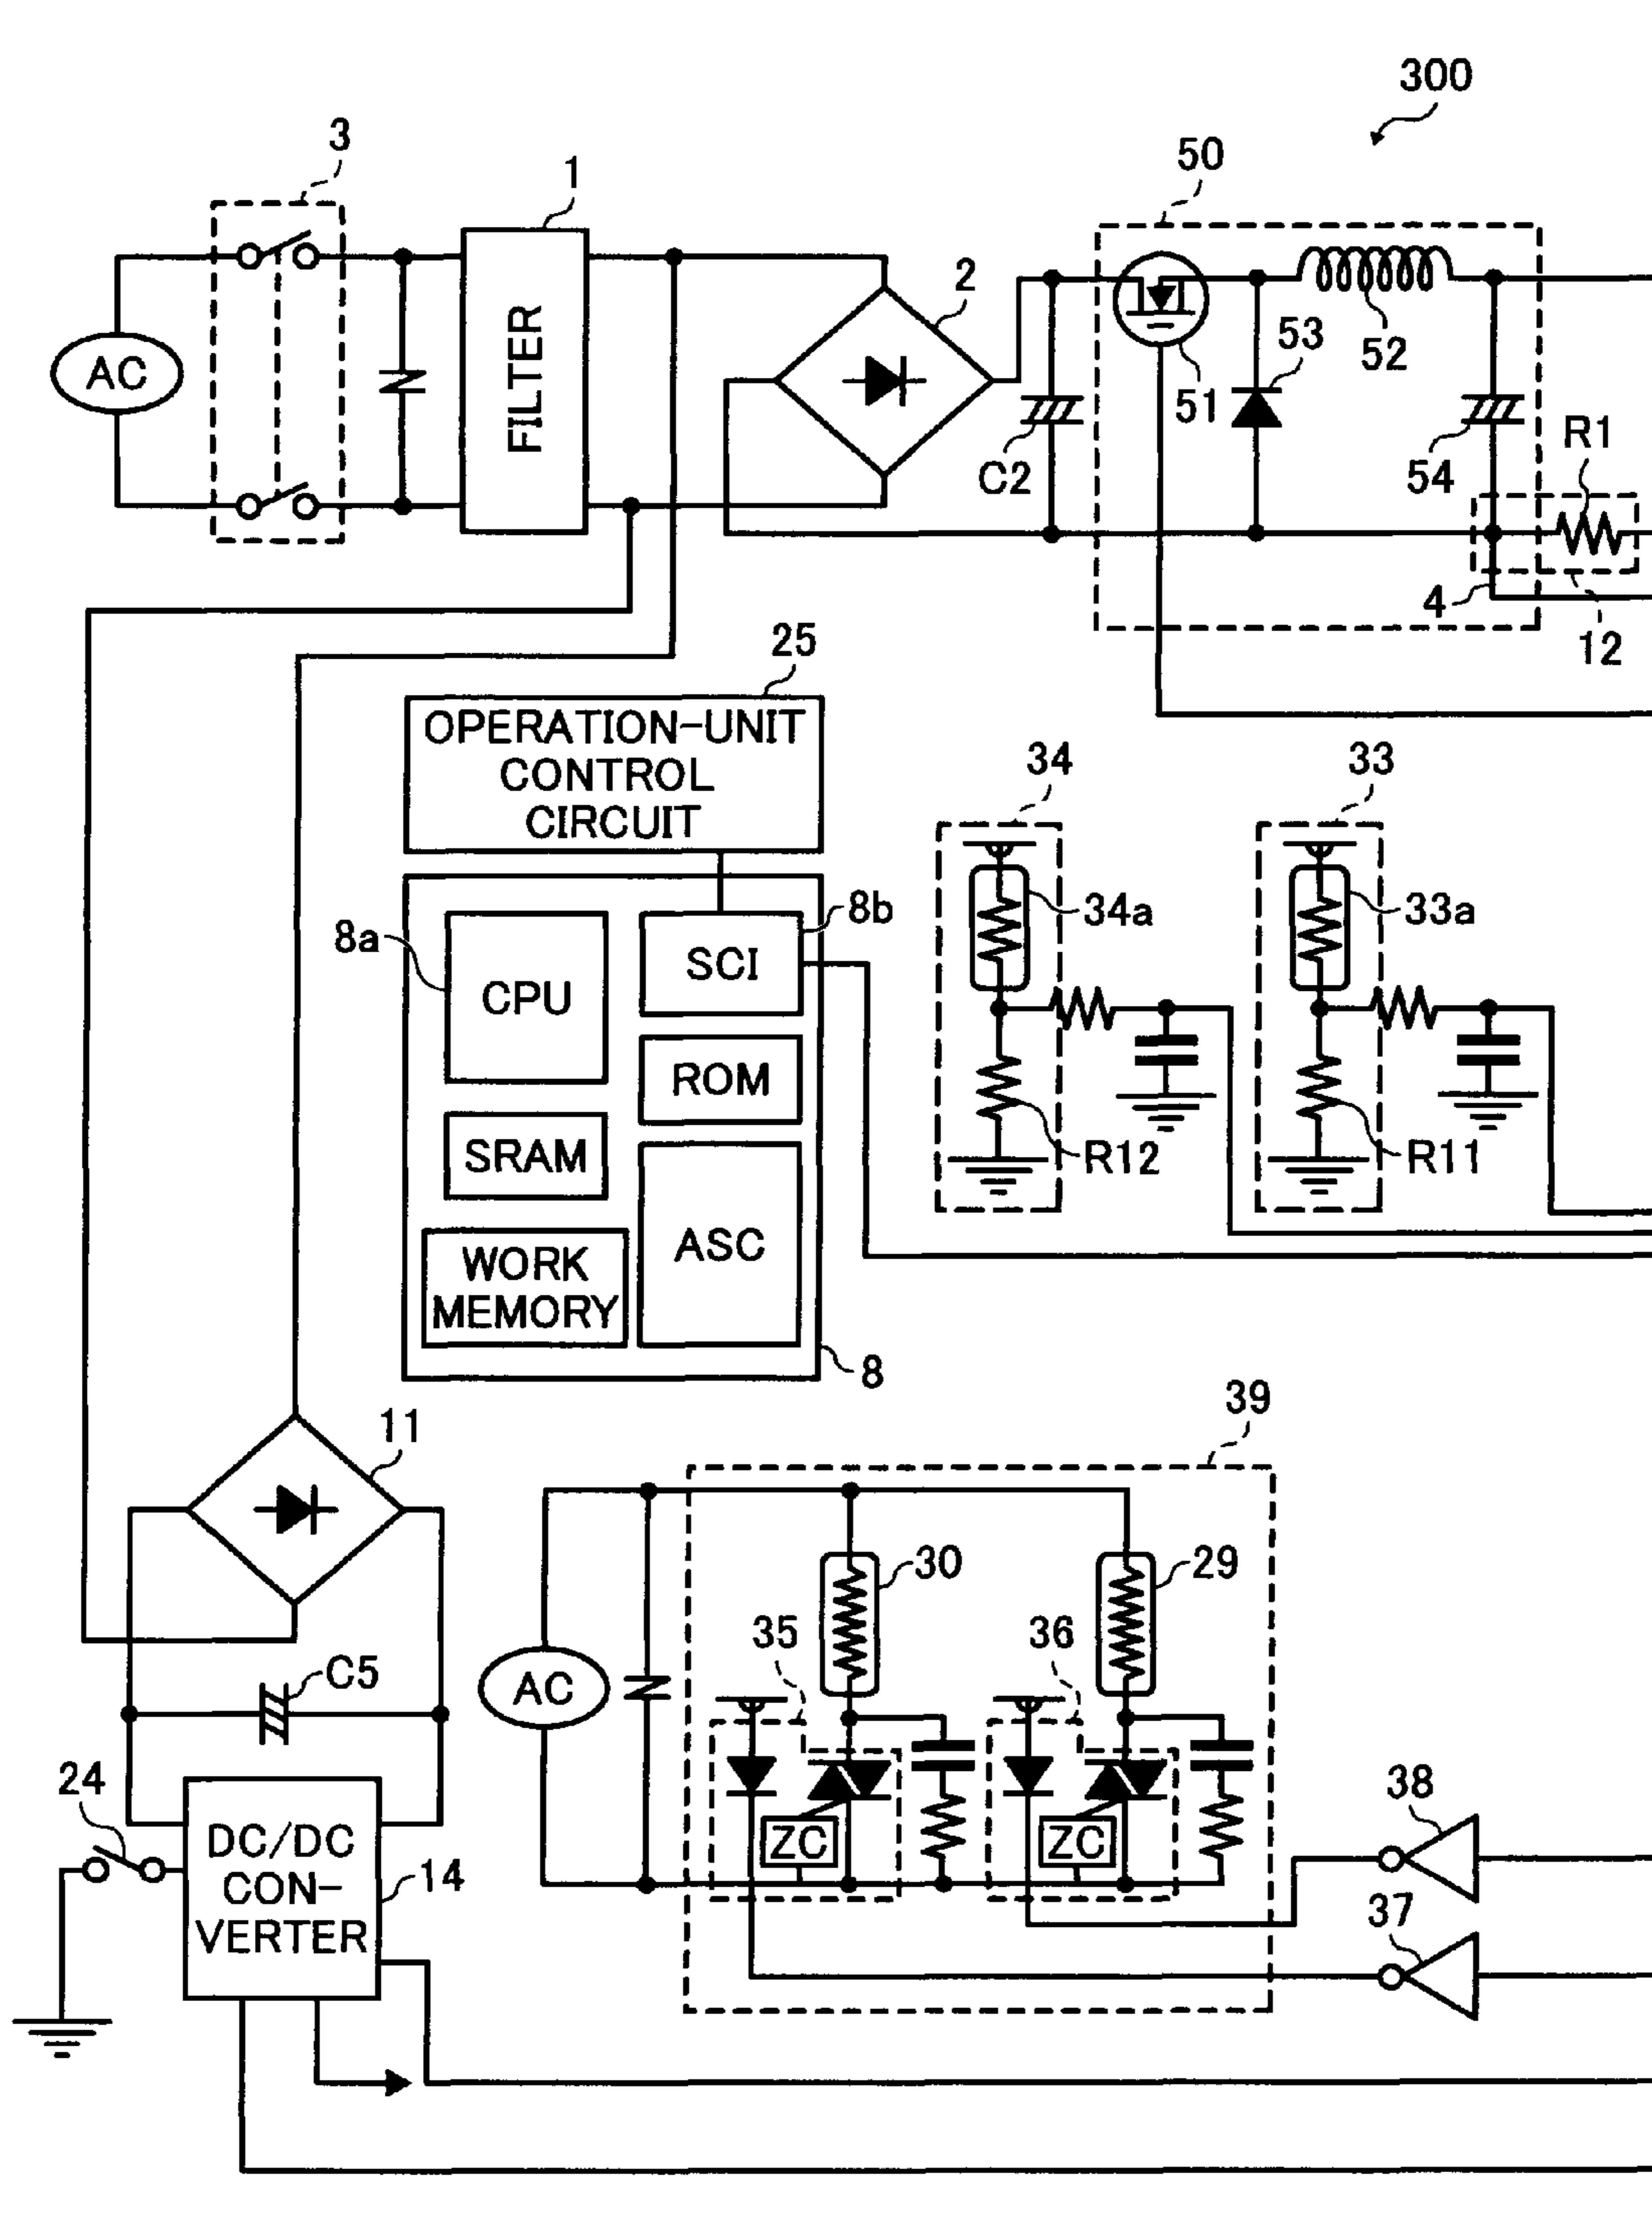 300
3
1
50
2
AC
FILTER
C2
51
53
52
54
R1
4
12
25
OPERATION-UNIT
CONTROL
CIRCUIT
34
33
8a
8b
CPU
SCI
ROM
SRAM
ASC
WORK
MEMORY
8
34a
33a
R12
R11
11
39
C5
30
29
35
36
AC
ZC
ZC
24
DC/DC
CON-
VERTER
14
38
37